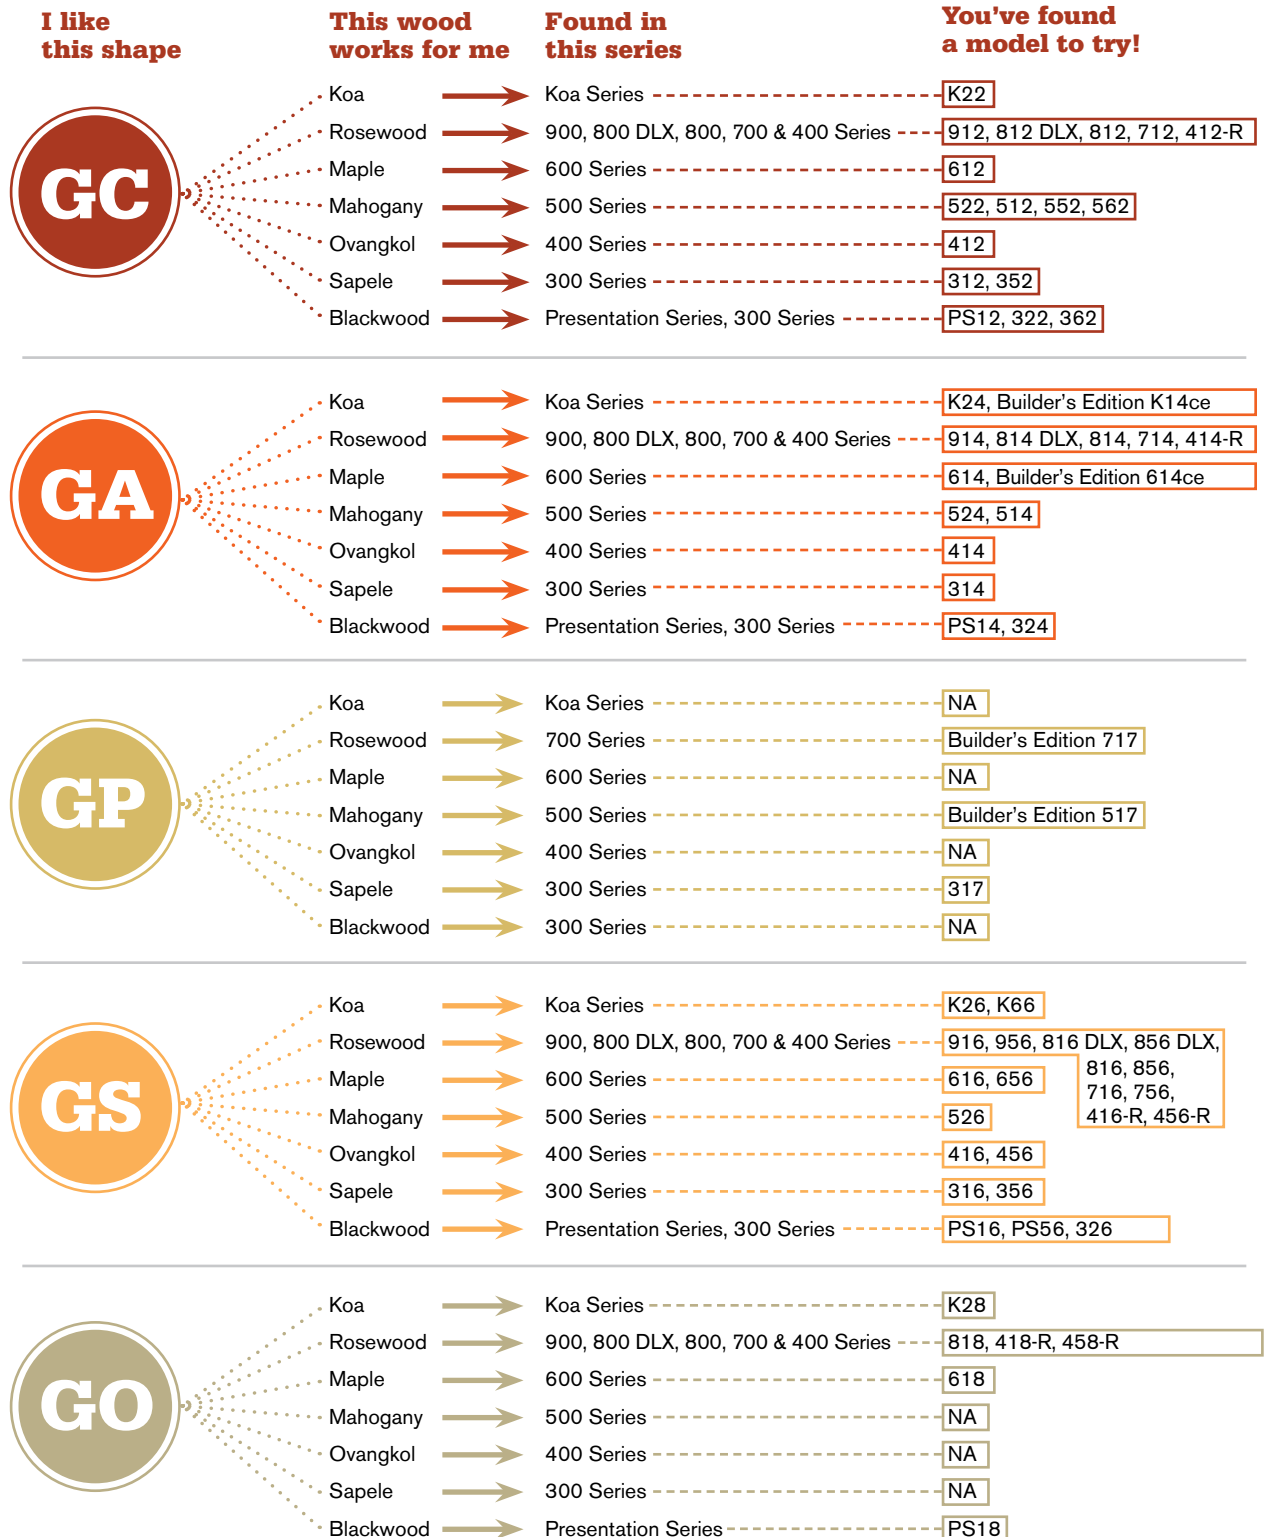 I like this shape
This wood works for me
Found in this series
You've found a model to try!
GC
Koa Koa Series K22
Rosewood 900, 800 DLX, 800, 700 & 400 Series 912, 812 DLX, 812, 712, 412-R
Maple 600 Series 612
Mahogany 500 Series 522, 512, 552, 562
Ovangkol 400 Series 412
Sapele 300 Series 312, 352
Blackwood Presentation Series, 300 Series PS12, 322, 362
GA
Koa Koa Series K24, Builder's Edition K14ce
Rosewood 900, 800 DLX, 800, 700 & 400 Series 914, 814 DLX, 814, 714, 414-R
Maple 600 Series 614, Builder's Edition 614ce
Mahogany 500 Series 524, 514
Ovangkol 400 Series 414
Sapele 300 Series 314
Blackwood Presentation Series, 300 Series PS14, 324
GP
Koa Koa Series NA
Rosewood 700 Series Builder's Edition 717
Maple 600 Series NA
Mahogany 500 Series Builder's Edition 517
Ovangkol 400 Series NA
Sapele 300 Series 317
Blackwood 300 Series NA
GS
Koa Koa Series K26, K66
Rosewood 900, 800 DLX, 800, 700 & 400 Series 916, 956, 816 DLX, 856 DLX,
816, 856,
716, 756,
416-R, 456-R
Maple 600 Series 616, 656
Mahogany 500 Series 526
Ovangkol 400 Series 416, 456
Sapele 300 Series 316, 356
Blackwood Presentation Series, 300 Series PS16, PS56, 326
GO
Koa Koa Series K28
Rosewood 900, 800 DLX, 800, 700 & 400 Series 818, 418-R, 458-R
Maple 600 Series 618
Mahogany 500 Series NA
Ovangkol 400 Series NA
Sapele 300 Series NA
Blackwood Presentation Series PS18